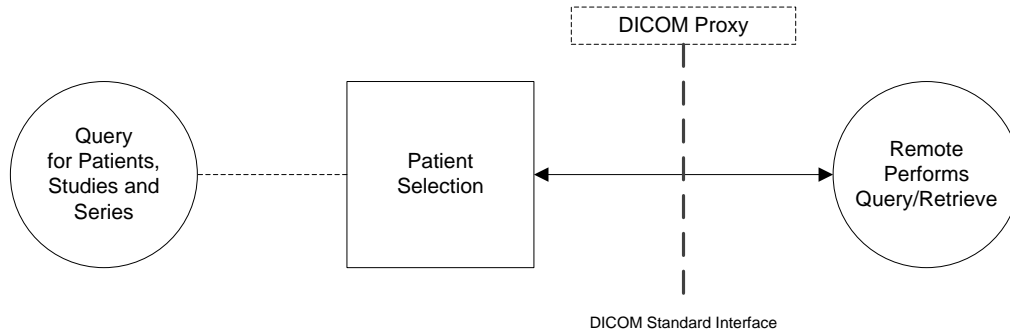 DICOM Proxy
Query
for Patients,
Studies and
Series
Patient
Selection
Remote
Performs
Query/Retrieve
DICOM Standard Interface